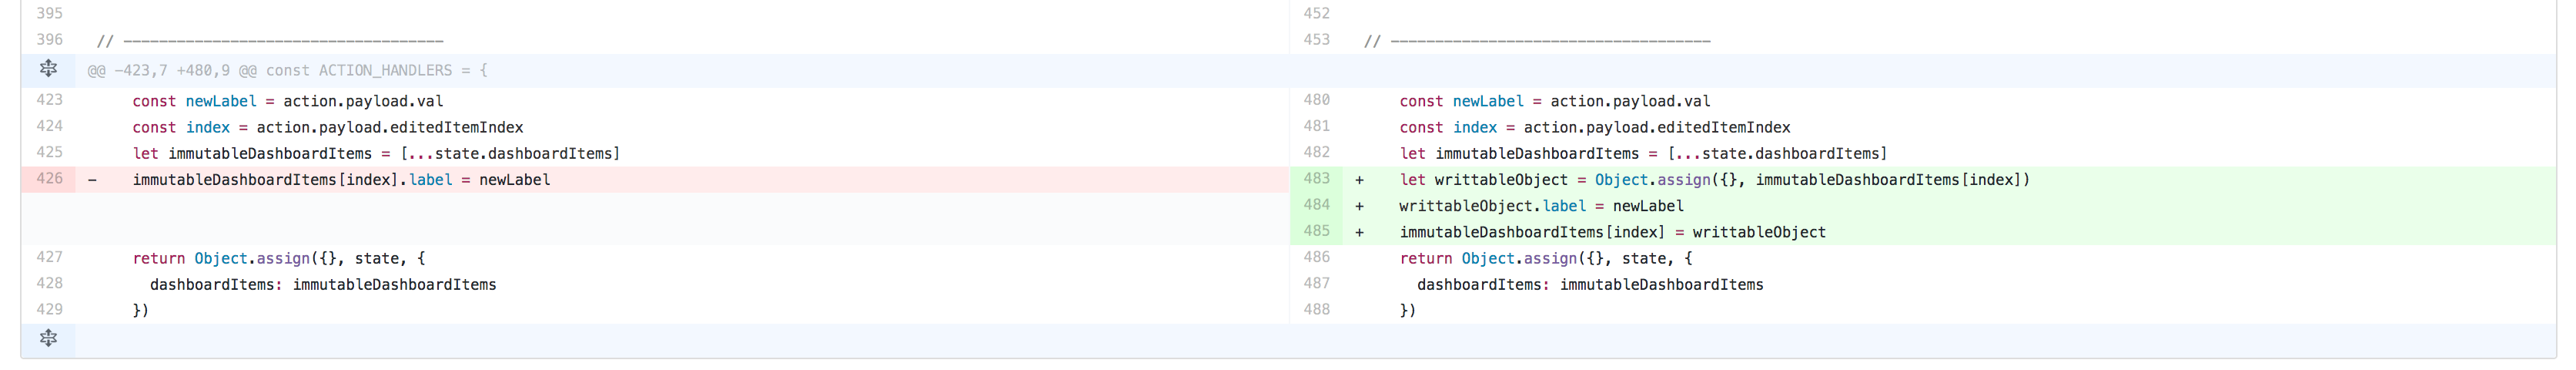 395
396 // ————————————————————————————————————
@@ -423,7 +480,9 @@ const ACTION_HANDLERS = {
423 const newLabel = action.payload.val
424 const index = action.payload.editedItemIndex
425 let immutableDashboardItems = [...state.dashboardItems]
426 - immutableDashboardItems[index].label = newLabel
427 return Object.assign({}, state, {
428 dashboardItems: immutableDashboardItems
429 })
452
453 // ————————————————————————————————————
480 const newLabel = action.payload.val
481 const index = action.payload.editedItemIndex
482 let immutableDashboardItems = [...state.dashboardItems]
483 + let writtableObject = Object.assign({}, immutableDashboardItems[index])
484 + writtableObject.label = newLabel
485 + immutableDashboardItems[index] = writtableObject
486 return Object.assign({}, state, {
487 dashboardItems: immutableDashboardItems
488 })